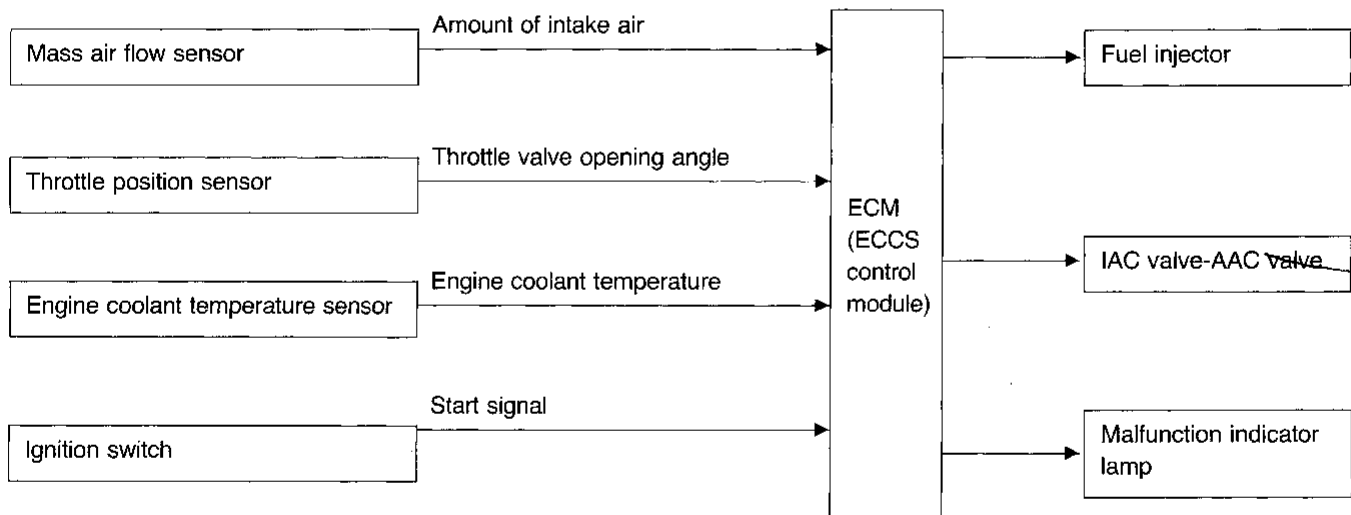 Mass air flow sensor
Amount of intake air
Fuel injector
Throttle position sensor
Throttle valve opening angle
ECM
(ECCS
control
module)
IAC valve-AAC valve
Engine coolant temperature sensor
Engine coolant temperature
Ignition switch
Start signal
Malfunction indicator
lamp